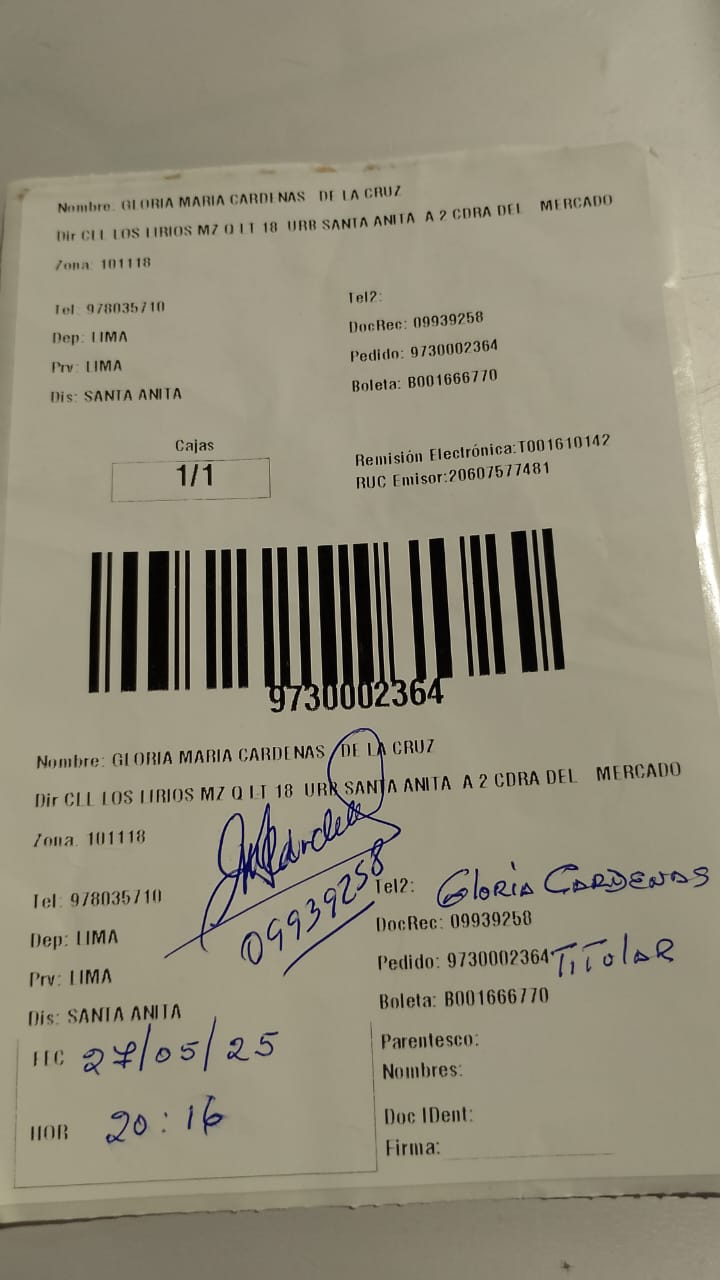 Nombre: GLORIA MARIA CARDENAS DE LA CRUZ
Dir CLL LOS LIRIOS MZ Q LT 18 URB SANTA ANITA A 2 CDRA DEL MERCADO
Zona: 101118
Tel: 978035710
Tel2:
Dep: LIMA
DocRec: 09939258
Prv: LIMA
Pedido: 9730002364
Dis: SANTA ANITA
Boleta: B001666770
Cajas
1/1
Remisión Electrónica:T001610142
RUC Emisor:20607577481
9730002364
Nombre: GLORIA MARIA CARDENAS DE LA CRUZ
Dir CLL LOS LIRIOS MZ Q LT 18 URB SANTA ANITA A 2 CDRA DEL MERCADO
Zona: 101118
09939258
Tel: 978035710
Tel2: GLORIA CARDENAS
Dep: LIMA
DocRec: 09939258
Prv: LIMA
Pedido: 9730002364 TITOLAR
Dis: SANTA ANITA
Boleta: B001666770
FEC 27/05/25
Parentesco:
Nombres:
HOR 20:16
Doc IDent:
Firma: